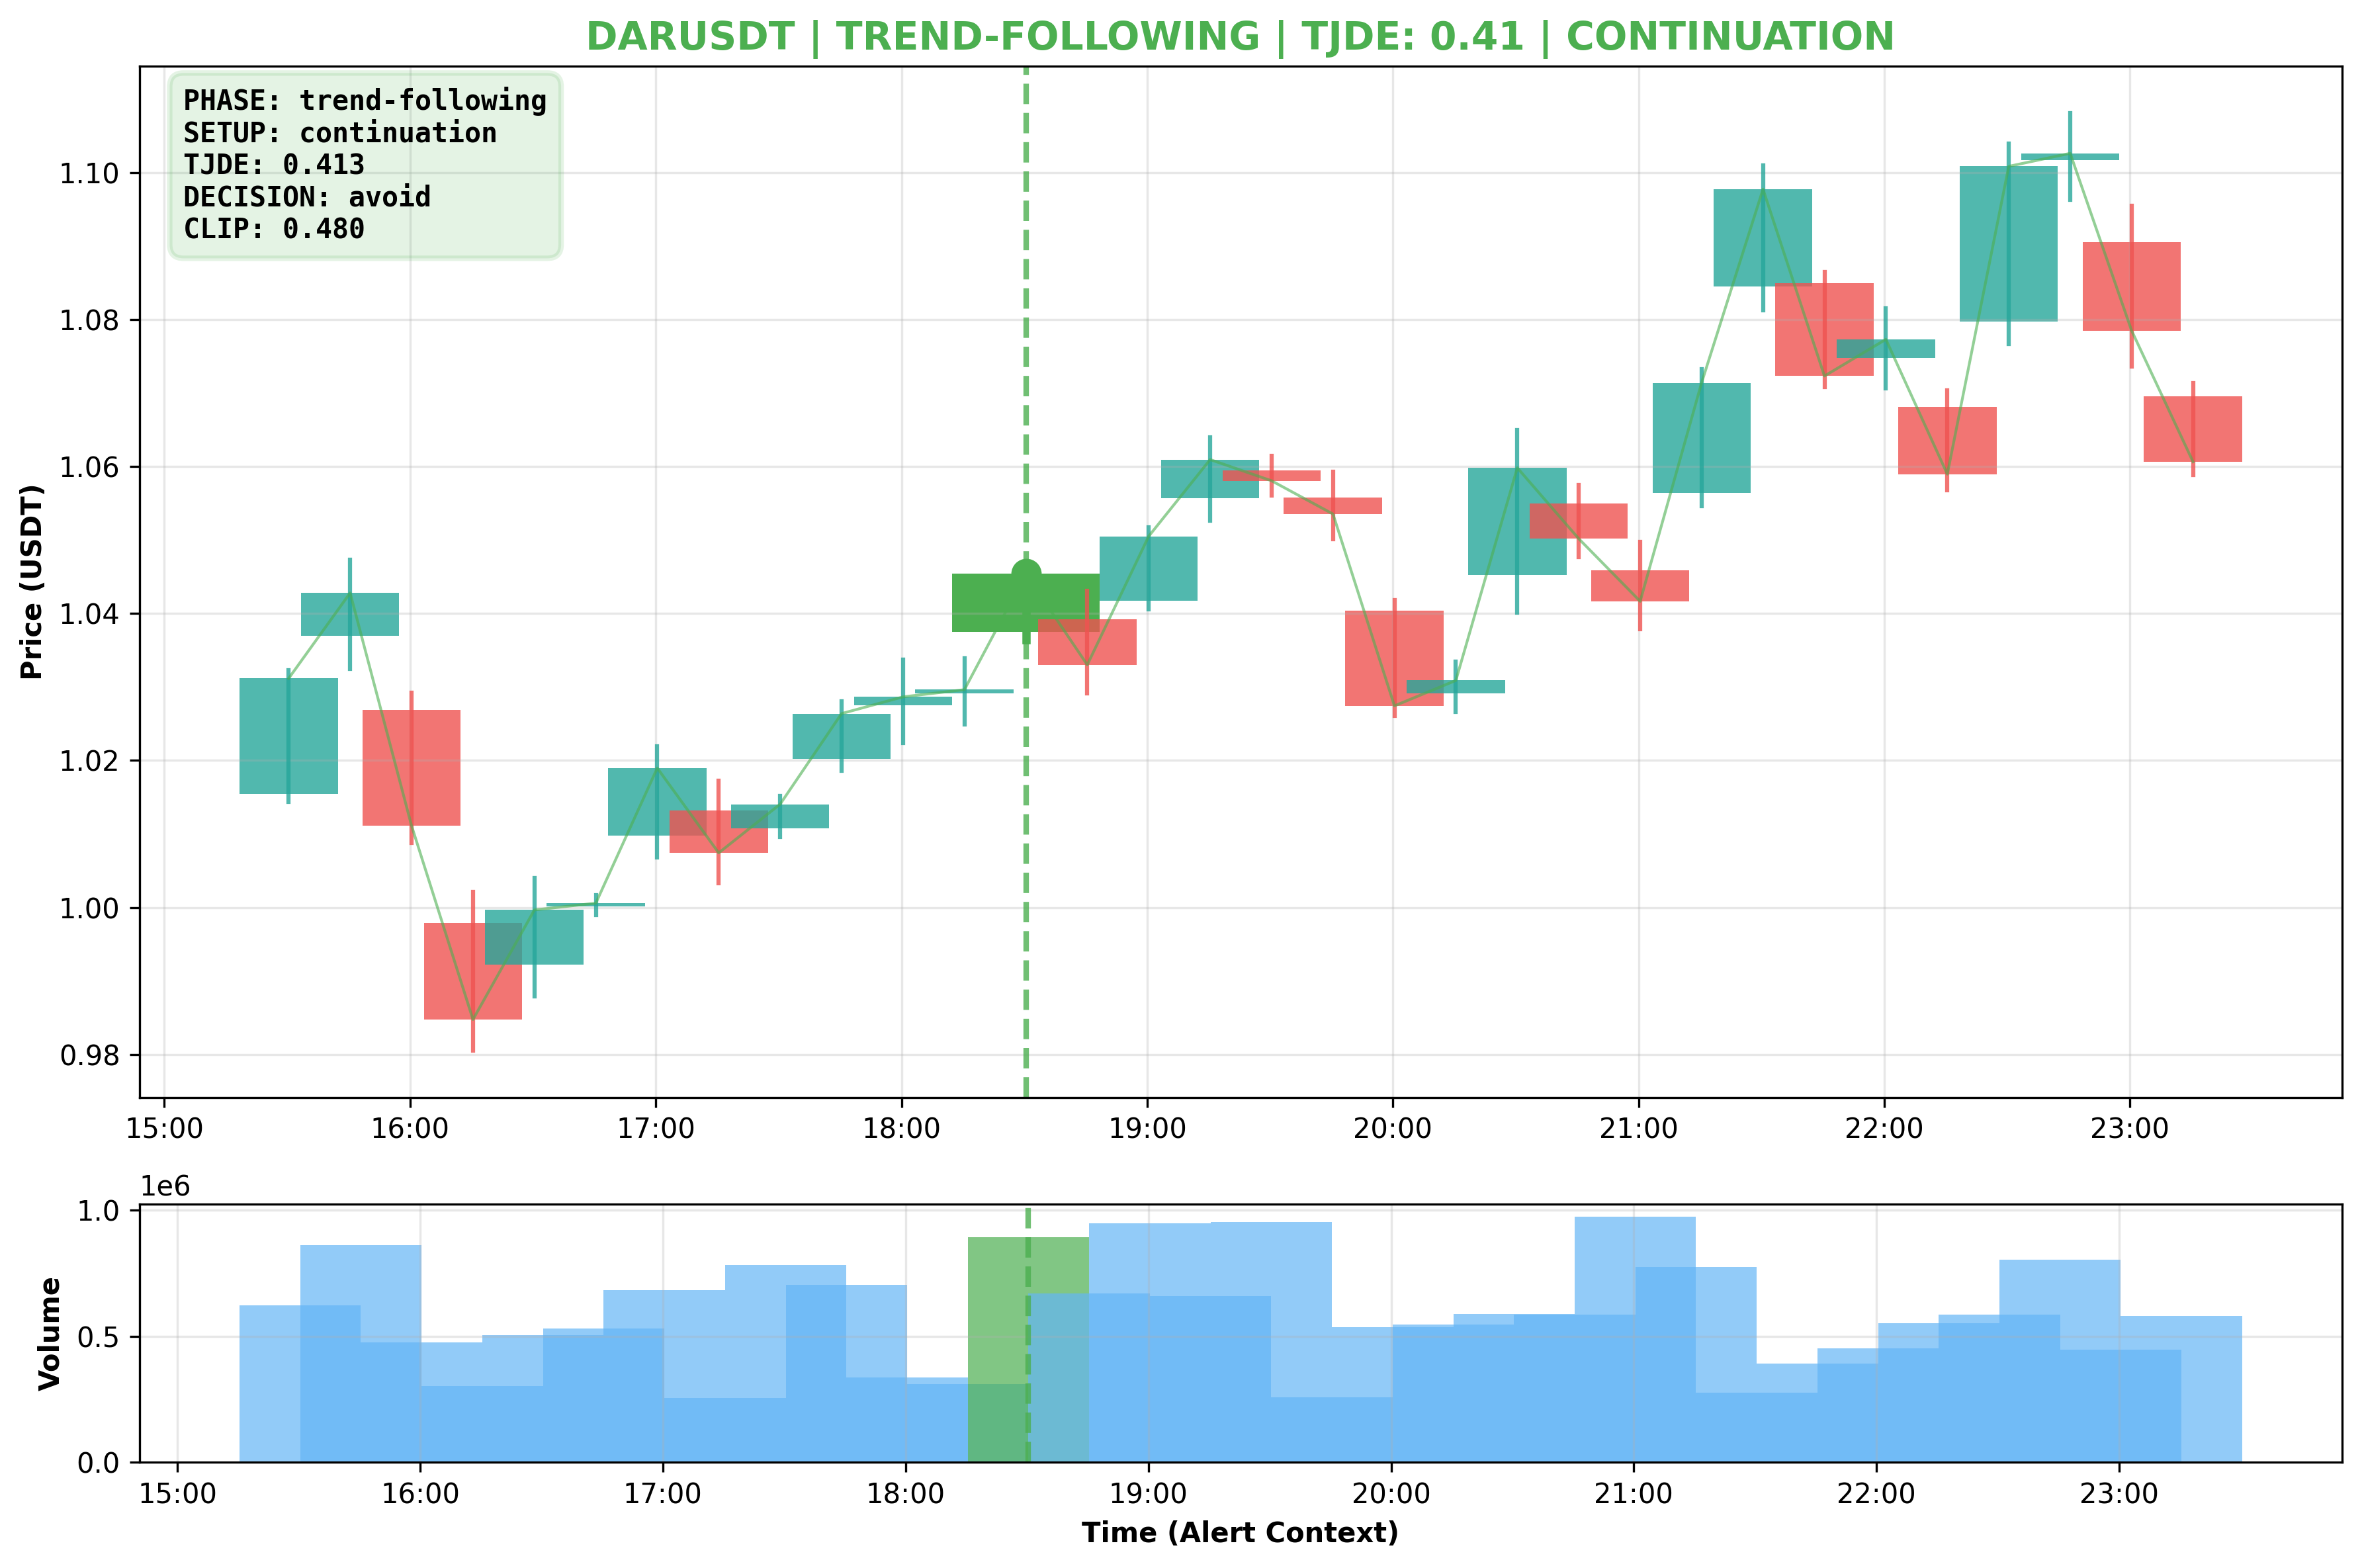 DARUSDT | TREND-FOLLOWING | TJDE: 0.41 | CONTINUATION
PHASE: trend-following
SETUP: continuation
TJDE: 0.413
DECISION: avoid
CLIP: 0.480
Price (USDT)
1.10
1.08
1.06
1.04
1.02
1.00
0.98
15:00 16:00 17:00 18:00 19:00 20:00 21:00 22:00 23:00
1e6
Volume
1.0
0.5
0.0
15:00 16:00 17:00 18:00 19:00 20:00 21:00 22:00 23:00
Time (Alert Context)